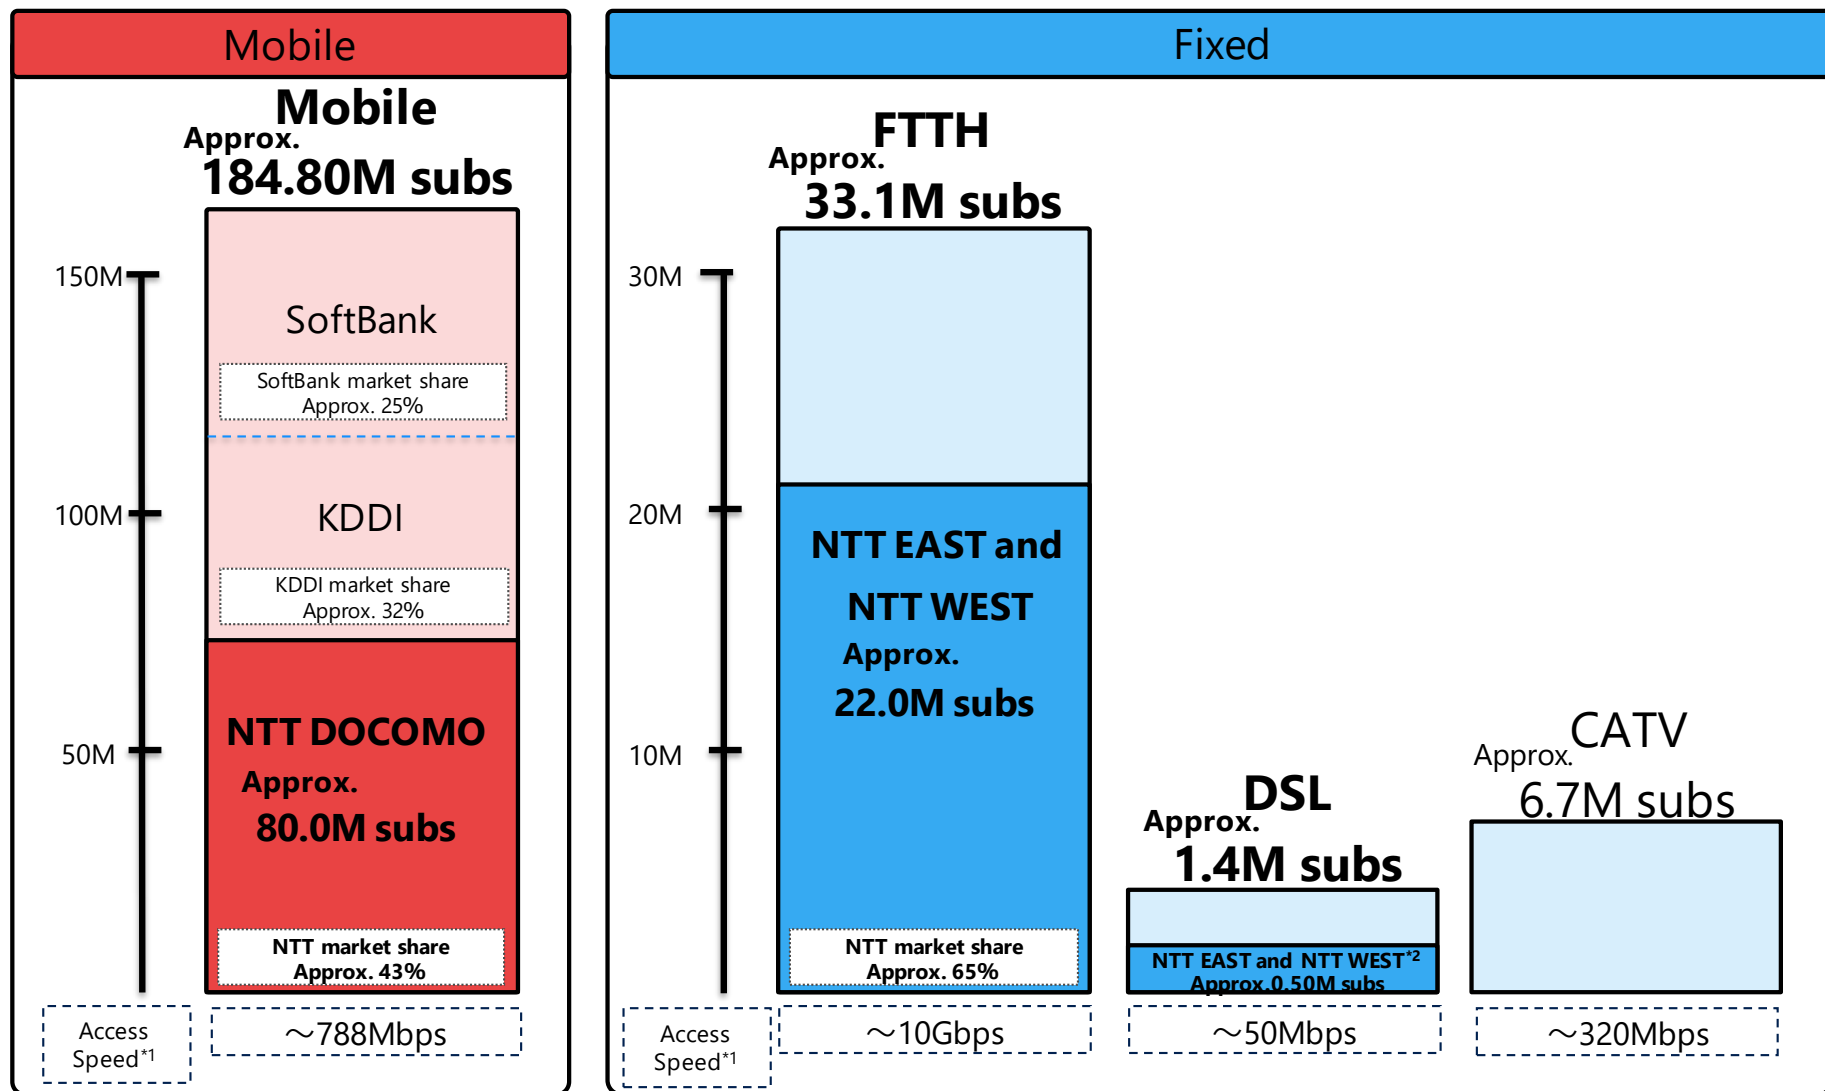 Mobile
Mobile
Approx.
184.80M subs
150M
100M
50M
SoftBank
SoftBank market share
Approx. 25%
KDDI
KDDI market share
Approx. 32%
NTT DOCOMO
Approx.
80.0M subs
NTT market share
Approx. 43%
Access
Speed*1
～788Mbps
Fixed
FTTH
Approx.
33.1M subs
30M
20M
10M
NTT EAST and
NTT WEST
Approx.
22.0M subs
NTT market share
Approx. 65%
DSL
Approx.
1.4M subs
NTT EAST and NTT WEST*2
Approx.0.50M subs
CATV
Approx.
6.7M subs
Access
Speed*1
～10Gbps
～50Mbps
～320Mbps